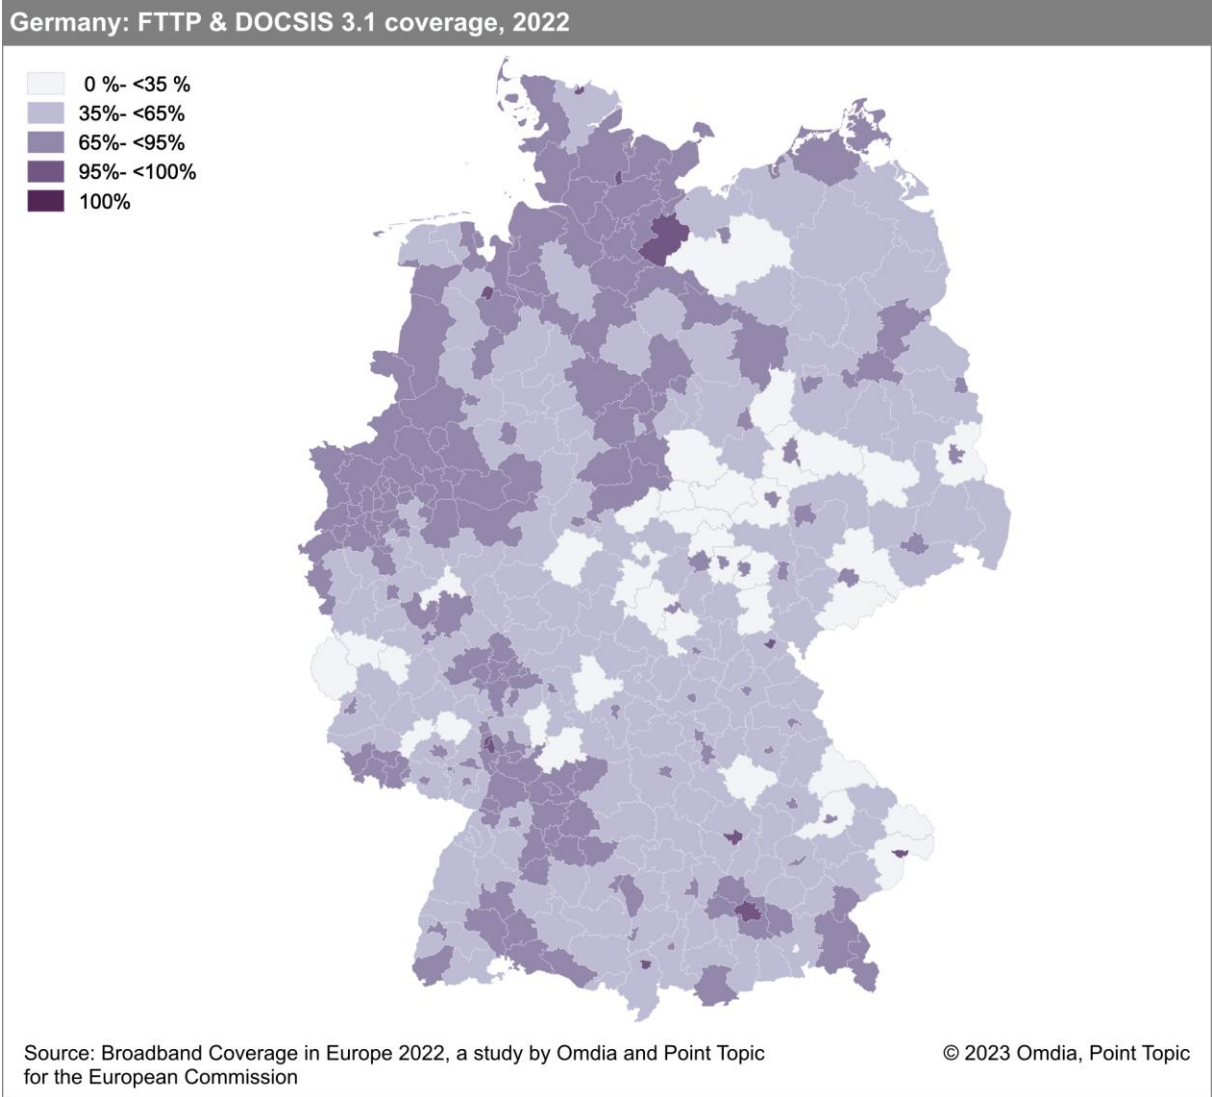 Germany: FTTP & DOCSIS 3.1 coverage, 2022
0 %- <35 %
35%- <65%
65%- <95%
95%- <100%
100%
Source: Broadband Coverage in Europe 2022, a study by Omdia and Point Topic
for the European Commission
© 2023 Omdia, Point Topic